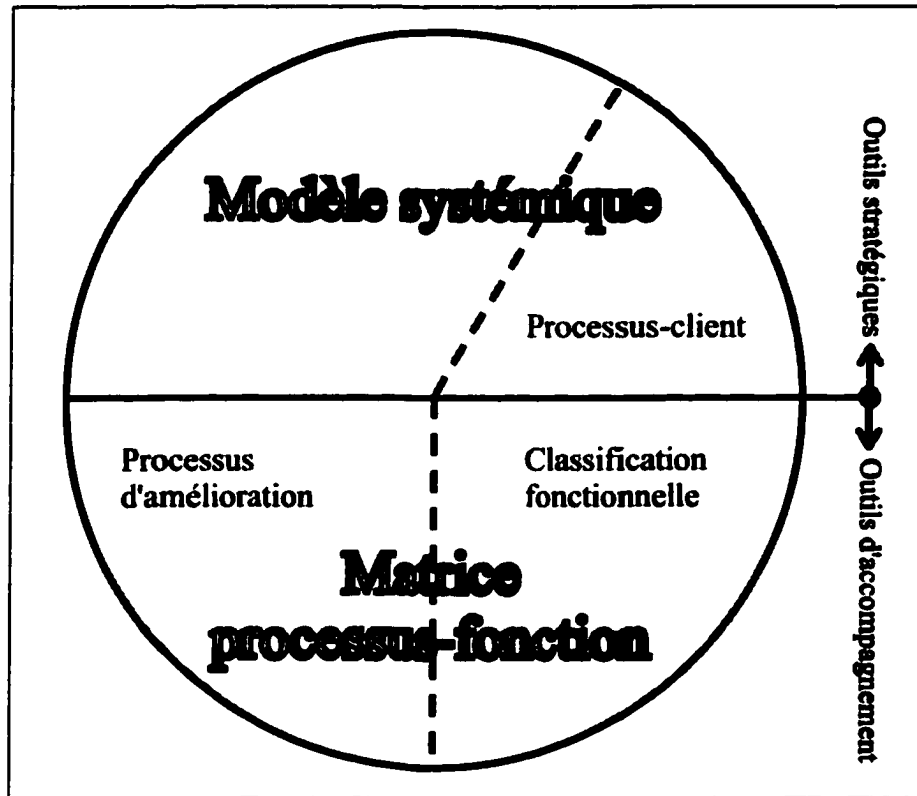 Modèle systémique
Processus-client
Outils stratégiques
Processus
d'amélioration
Classification
fonctionnelle
Matrice
processus-fonction
Outils d'accompagnement